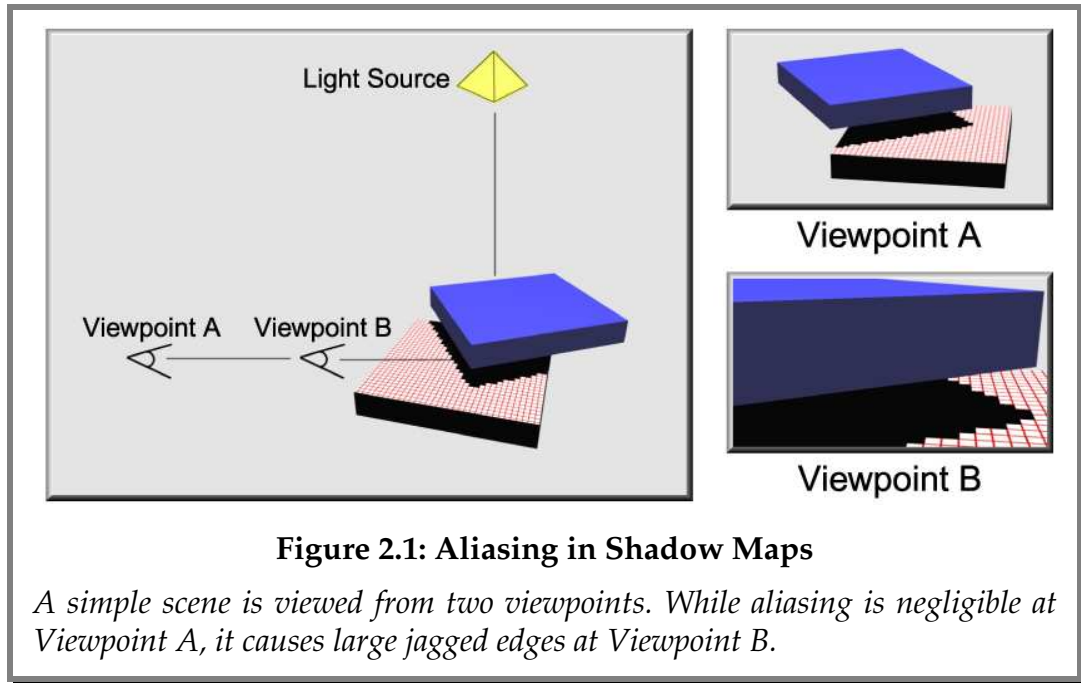 Light Source
Viewpoint A
Viewpoint B
Viewpoint A
Viewpoint B
Figure 2.1: Aliasing in Shadow Maps
A simple scene is viewed from two viewpoints. While aliasing is negligible at
Viewpoint A, it causes large jagged edges at Viewpoint B.